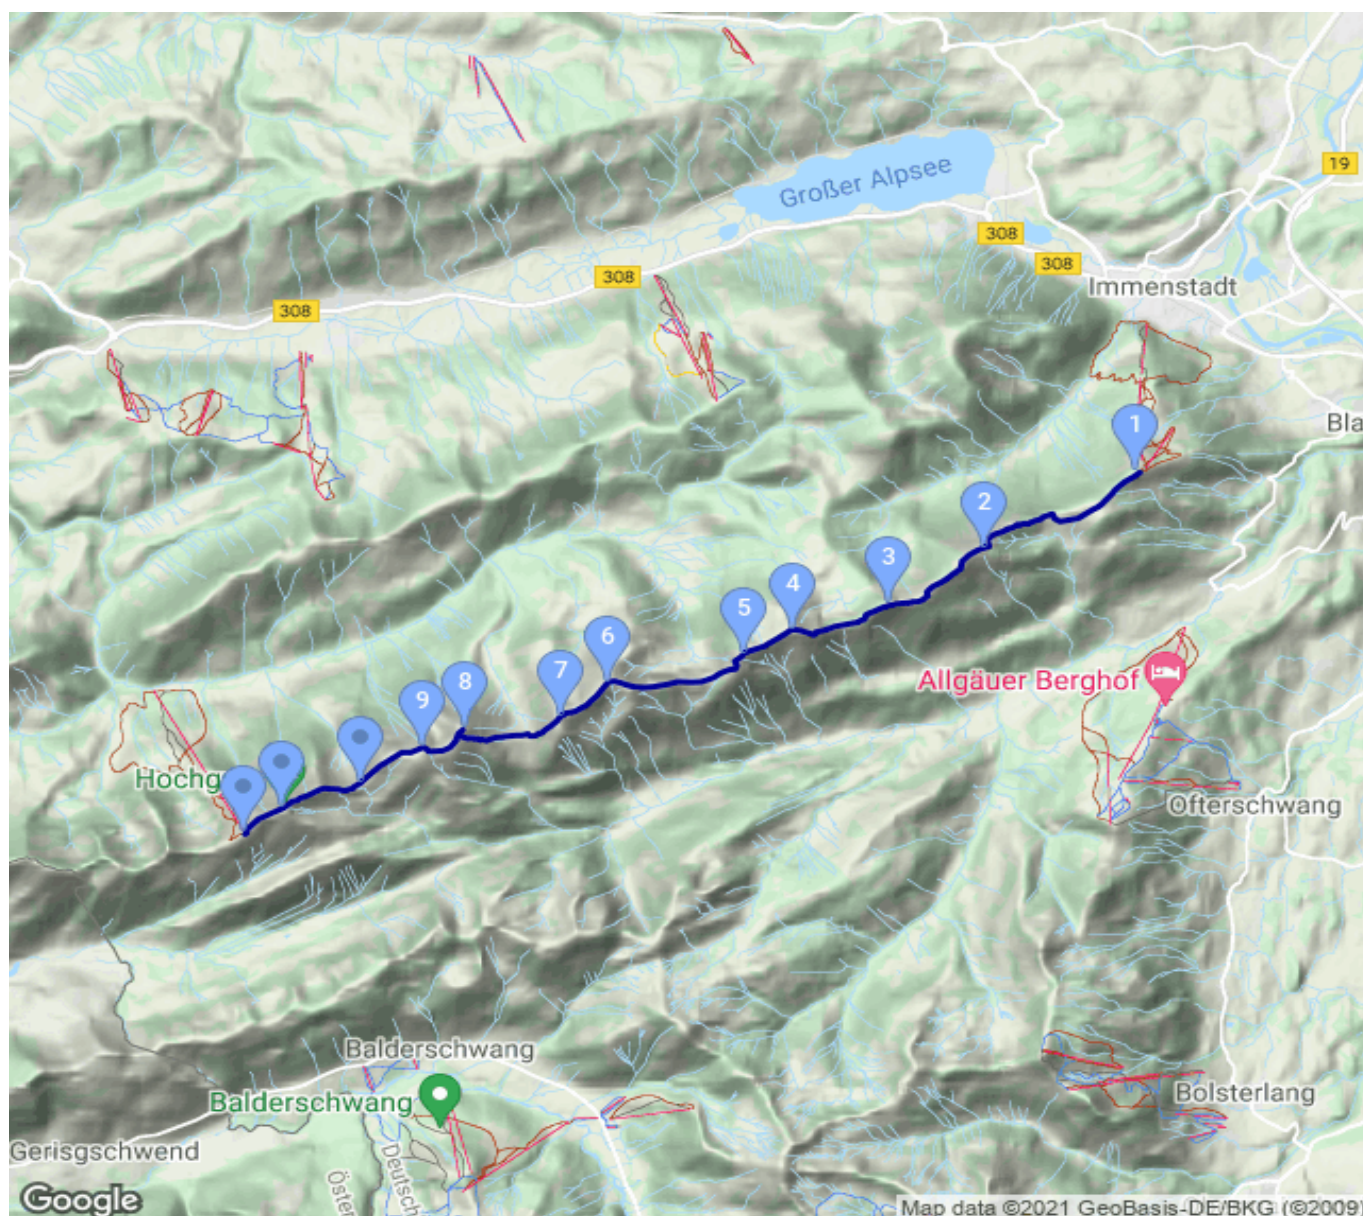 Großer Alpsee
19
308
308
308
308
Immenstadt
1
Bla
2
3
4
5
6
Allgäuer Berghof
7
8
9
Hochg
Ofterschwang
Balderschwang
Balderschwang
Bolsterlang
Gerisgschwend
Deutsch
Öster
Google
Map data ©2021 GeoBasis-DE/BKG (©2009)